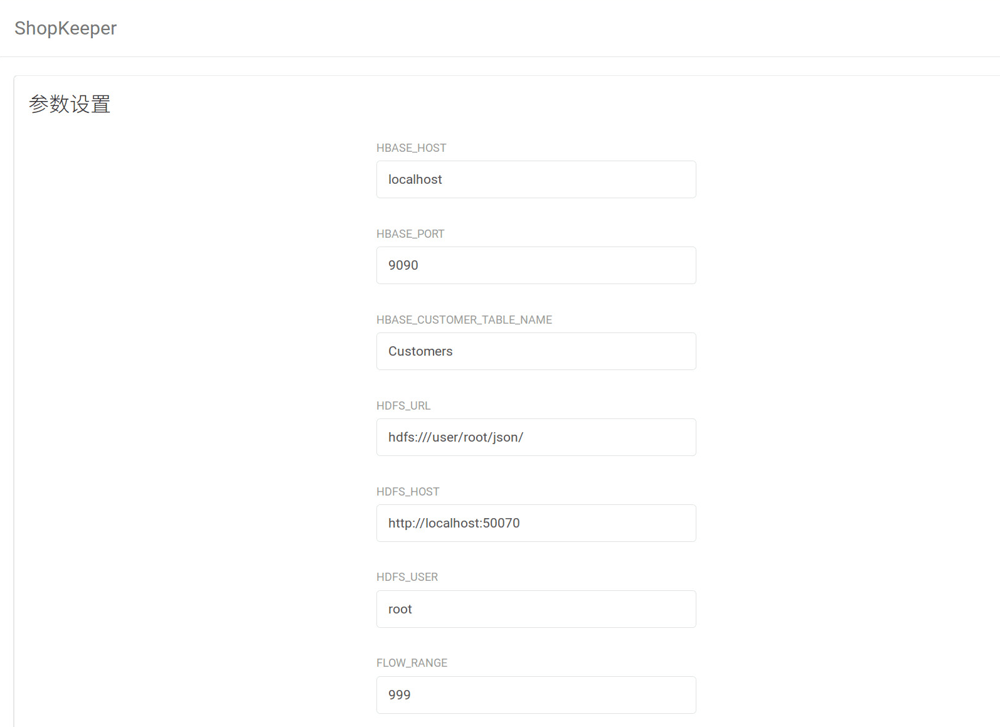 ShopKeeper
参数设置
HBASE_HOST
localhost
HBASE_PORT
9090
HBASE_CUSTOMER_TABLE_NAME
Customers
HDFS_URL
hdfs:///user/root/json/
HDFS_HOST
http://localhost:50070
HDFS_USER
root
FLOW_RANGE
999